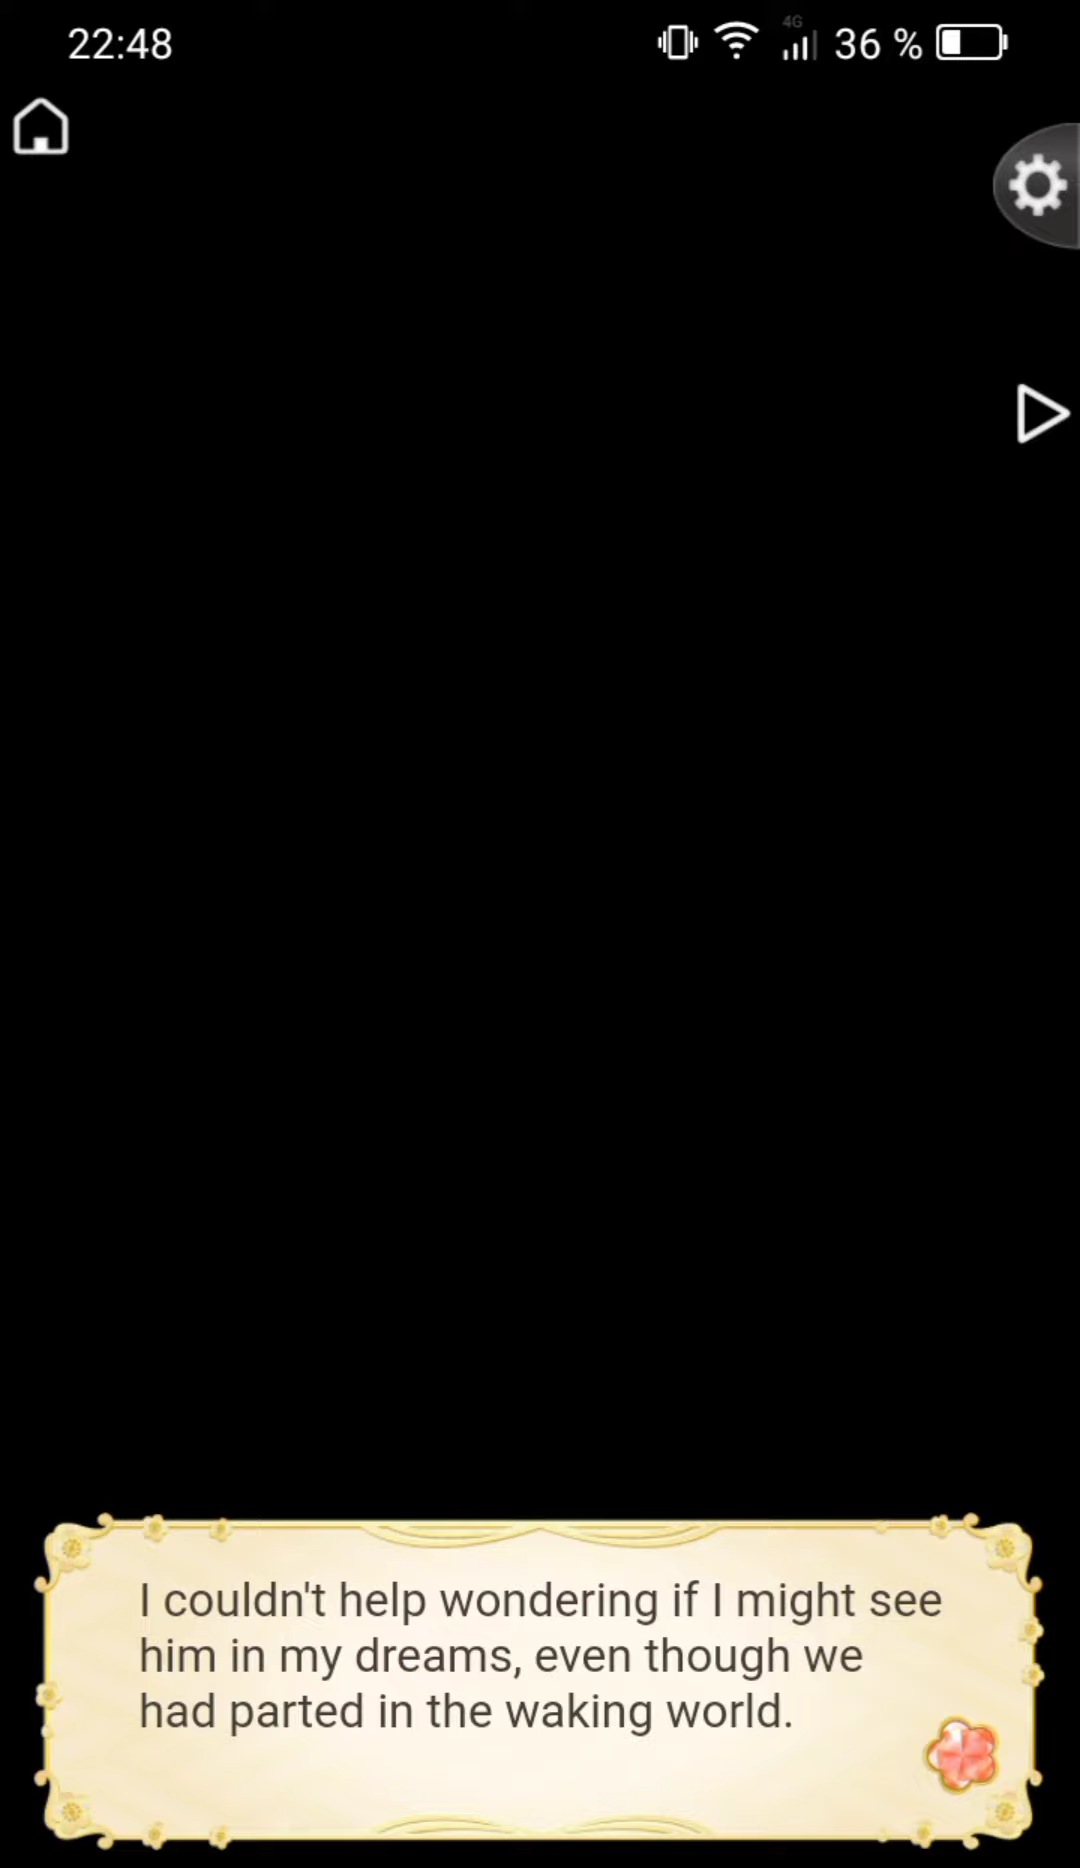 22:48
4G
36 %
I couldn't help wondering if I might see
him in my dreams, even though we
had parted in the waking world.